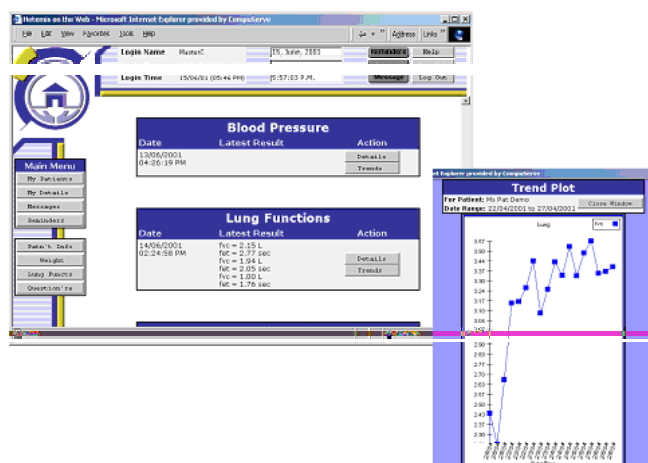 Hotemis on the Web - Microsoft Internet Explorer provided by CompuServe
File Edit View Favorites Tools Help
Address Links
Login Name
15, June, 2001
Reminders Help
Login Time 15/06/01 (05:46 PM) 5:57:03 P.M. Message Log Out
Blood Pressure
Date Latest Result Action
13/06/2001
04:26:19 PM
Details
Trends
Main Menu
My Patients
My Details
Messages
Reminders
Patn't Info
Weight
Lung Functs
Question're
Lung Functions
Date Latest Result Action
14/06/2001
02:24:58 PM
fvc = 2.15 L
fet = 2.77 sec
fvc = 1.94 L
fet = 2.05 sec
fvc = 1.00 L
fet = 1.76 sec
Details
Trends
et Explorer provided by CompuServe
Trend Plot
For Patient: Ms Pat Demo
Date Range: 22/04/2001 to 27/04/2001
Close Window
Lung
fvc
3.67
3.50
3.44
3.37
3.30
3.24
3.17
3.10
2.90
2.83
2.77
2.70
2.63
2.57
2.50
2.43
2.37
2.30